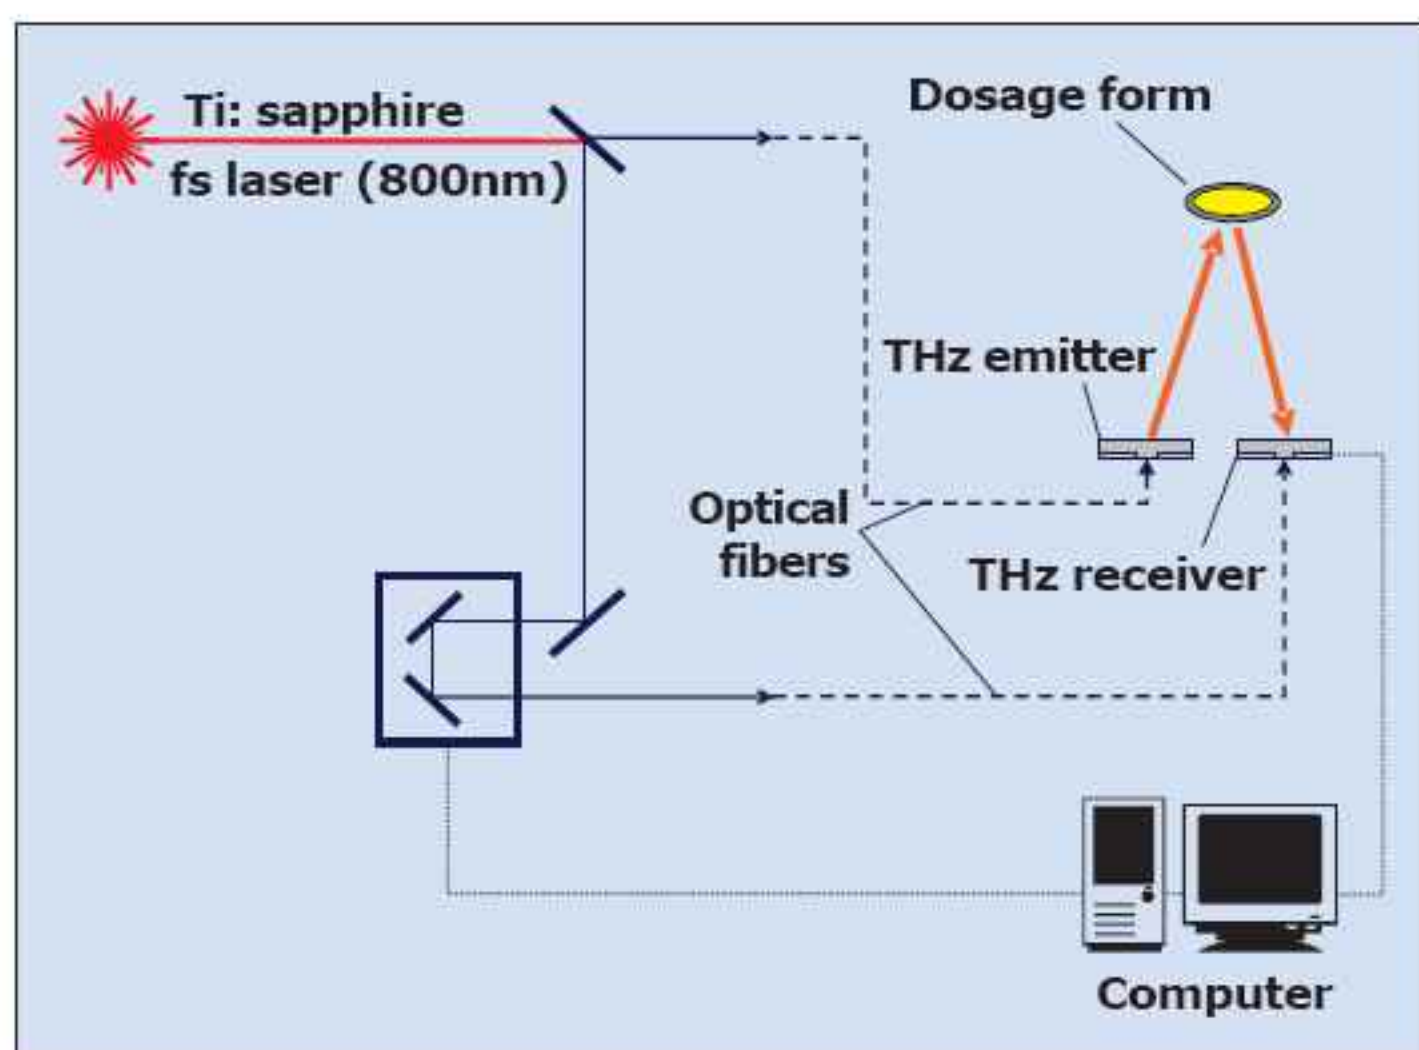 Ti: sapphire
fs laser (800nm)
Dosage form
THz emitter
Optical
fibers
THz receiver
Computer